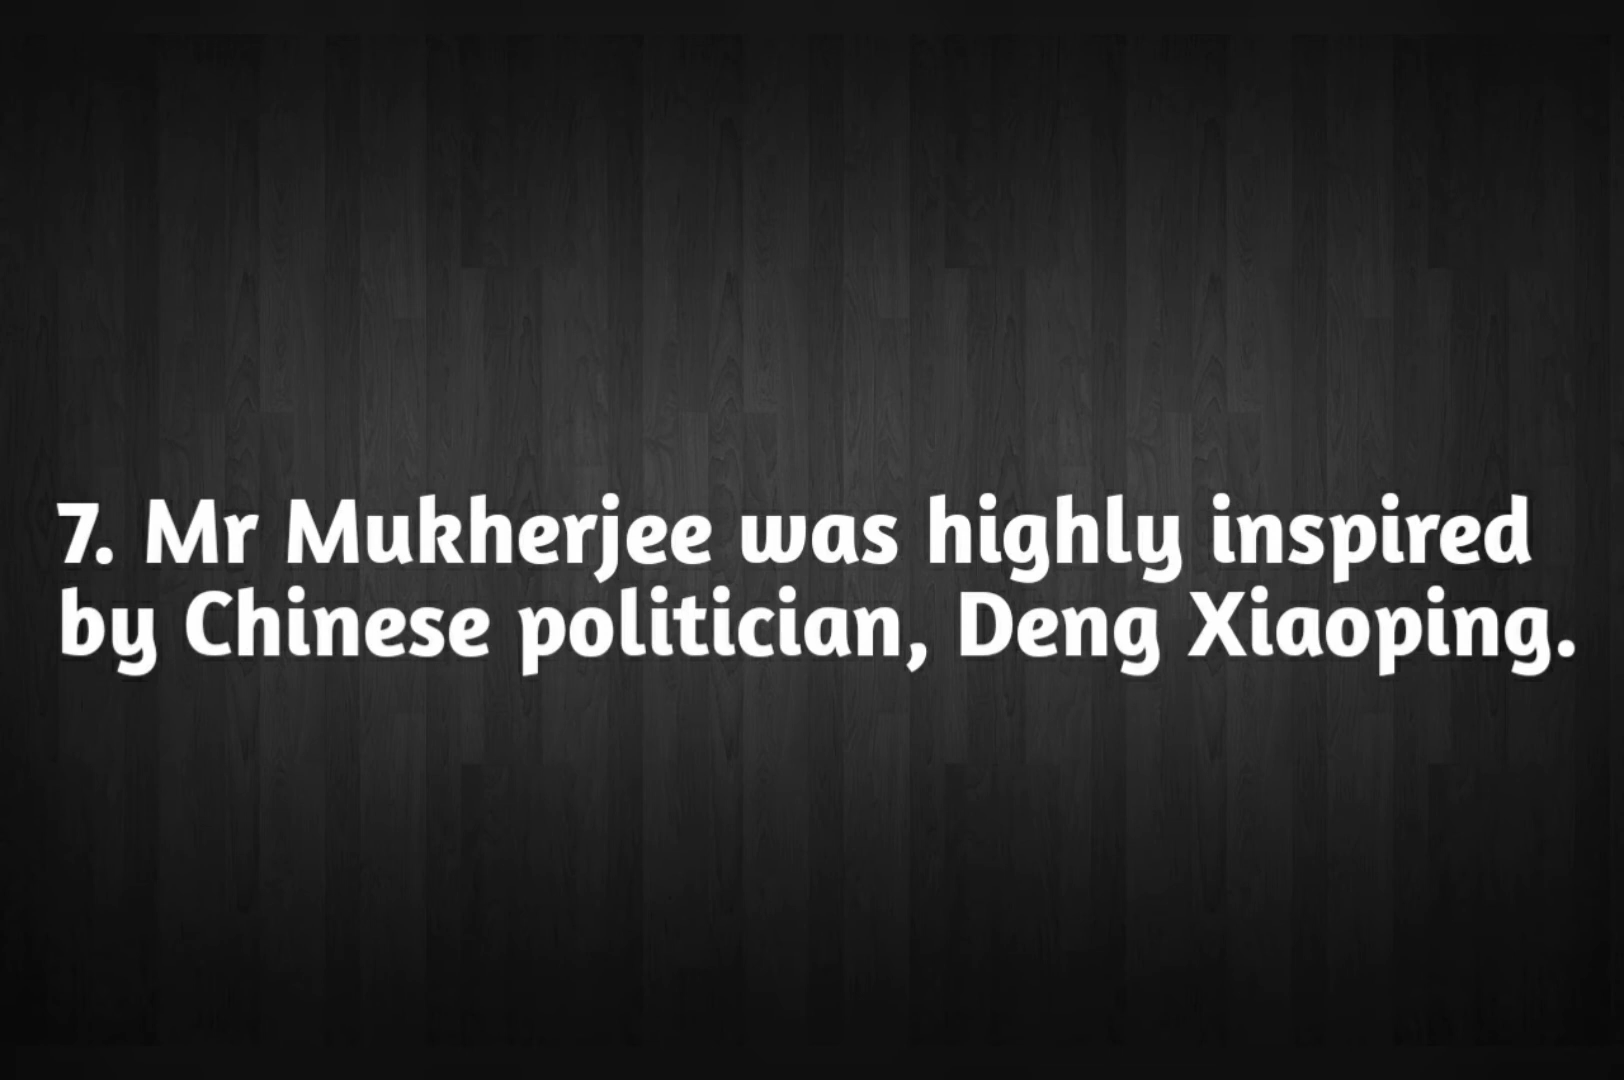 7. Mr Mukherjee was highly inspired
by Chinese politician, Deng Xiaoping.